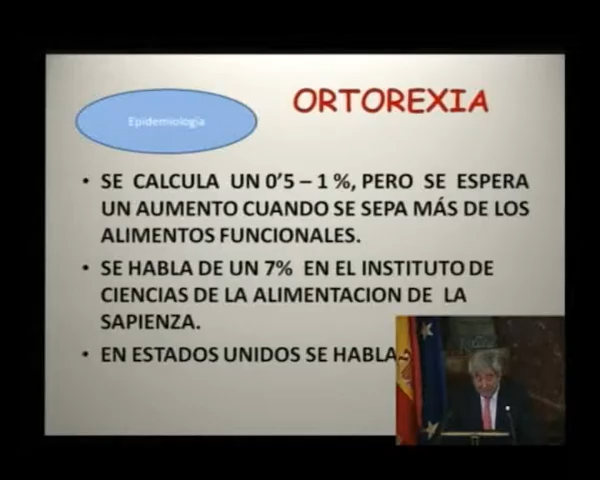 Epidemiología
ORTOREXIA
• SE CALCULA UN 0'5 – 1 %, PERO SE ESPERA
UN AUMENTO CUANDO SE SEPA MÁS DE LOS
ALIMENTOS FUNCIONALES.
• SE HABLA DE UN 7% EN EL INSTITUTO DE
CIENCIAS DE LA ALIMENTACION DE LA
SAPIENZA.
• EN ESTADOS UNIDOS SE HABLA